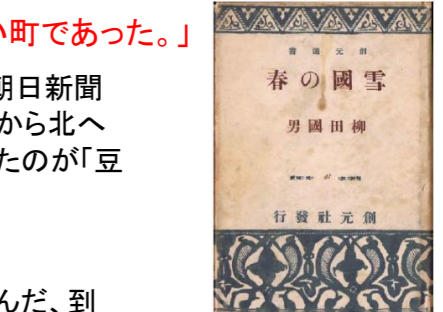 い町であった。」
朝日新聞
から北へ
たのが「豆
んだ、到
書選元創
春の國雪
男國田柳
行發社元創